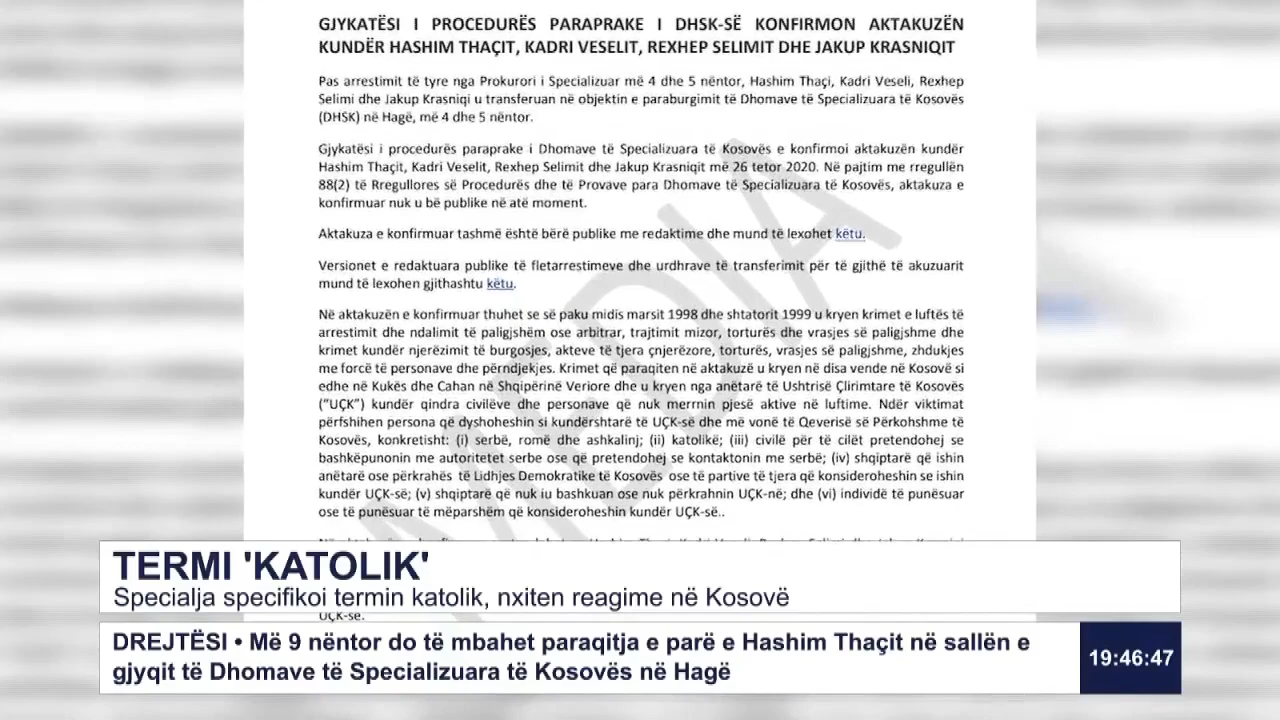 GJYKATËSI I PROCEDURËS PARAPRAKE I DHSK-SË KONFIRMON AKTAKUZËN
KUNDËR HASHIM THAÇIT, KADRI VESELIT, REXHEP SELIMIT DHE JAKUP KRASNIQIT
Pas arrestimit të tyre nga Prokurori i Specializuar më 4 dhe 5 nëntor, Hashim Thaçi, Kadri Veseli, Rexhep
Selimi dhe Jakup Krasniqi u transferuan në objektin e paraburgimit të Dhomave të Specializuara të Kosovës
(DHSK) në Hagë, më 4 dhe 5 nëntor.
Gjykatësi i procedurës paraprake i Dhomave të Specializuara të Kosovës e konfirmoi aktakuzën kundër
Hashim Thaçit, Kadri Veselit, Rexhep Selimit dhe Jakup Krasniqit më 26 tetor 2020. Në pajtim me rregullën
88(2) të Rregullores së Procedurës dhe të Provave para Dhomave të Specializuara të Kosovës, aktakuza e
konfirmuar nuk u bë publike në atë moment.
Aktakuza e konfirmuar tashmë është bërë publike me redaktime dhe mund të lexohet këtu.
Versionet e redaktuara publike të fletarrestimeve dhe urdhrave të transferimit për të gjithë të akuzuarit
mund të lexohen gjithashtu këtu.
Në aktakuzën e konfirmuar thuhet se së paku midis marsit 1998 dhe shtatorit 1999 u kryen krimet e luftës të
arrestimit dhe ndalimit të paligjshëm ose arbitrar, trajtimit mizor, torturës dhe vrasjes së paligjshme dhe
krimet kundër njerëzimit të burgosjes, akteve të tjera çnjerëzore, torturës, vrasjes së paligjshme, zhdukjes
me forcë të personave dhe përndjekjes. Krimet që paraqiten në aktakuzë u kryen në disa vende në Kosovë si
edhe në Kukës dhe Cahan në Shqipërinë Veriore dhe u kryen nga anëtarë të Ushtrisë Çlirimtare të Kosovës
("UÇK") kundër qindra civilëve dhe personave që nuk merrnin pjesë aktive në luftime. Ndër viktimat
përfshihen persona që dyshoheshin si kundërshtarë të UÇK-së dhe më vonë të Qeverisë së Përkohshme të
Kosovës, konkretisht: (i) serbë, romë dhe ashkalinj; (ii) katolikë; (iii) civilë për të cilët pretendohej se
bashkëpunonin me autoritetet serbe ose që pretendohej se kontaktonin me serbë; (iv) shqiptarë që ishin
anëtarë ose përkrahës të Lidhjes Demokratike të Kosovës ose të partive të tjera që konsideroheshin se ishin
kundër UÇK-së; (v) shqiptarë që nuk iu bashkuan ose nuk përkrahnin UÇK-në; dhe (vi) individë të punësuar
ose të punësuar të mëparshëm që konsideroheshin kundër UÇK-së..
UÇK-së.
MEDIA
TERMI 'KATOLIK'
Specialja specifikoi termin katolik, nxiten reagime në Kosovë
DREJTËSI • Më 9 nëntor do të mbahet paraqitja e parë e Hashim Thaçit në sallën e
gjyqit të Dhomave të Specializuara të Kosovës në Hagë
19:46:47